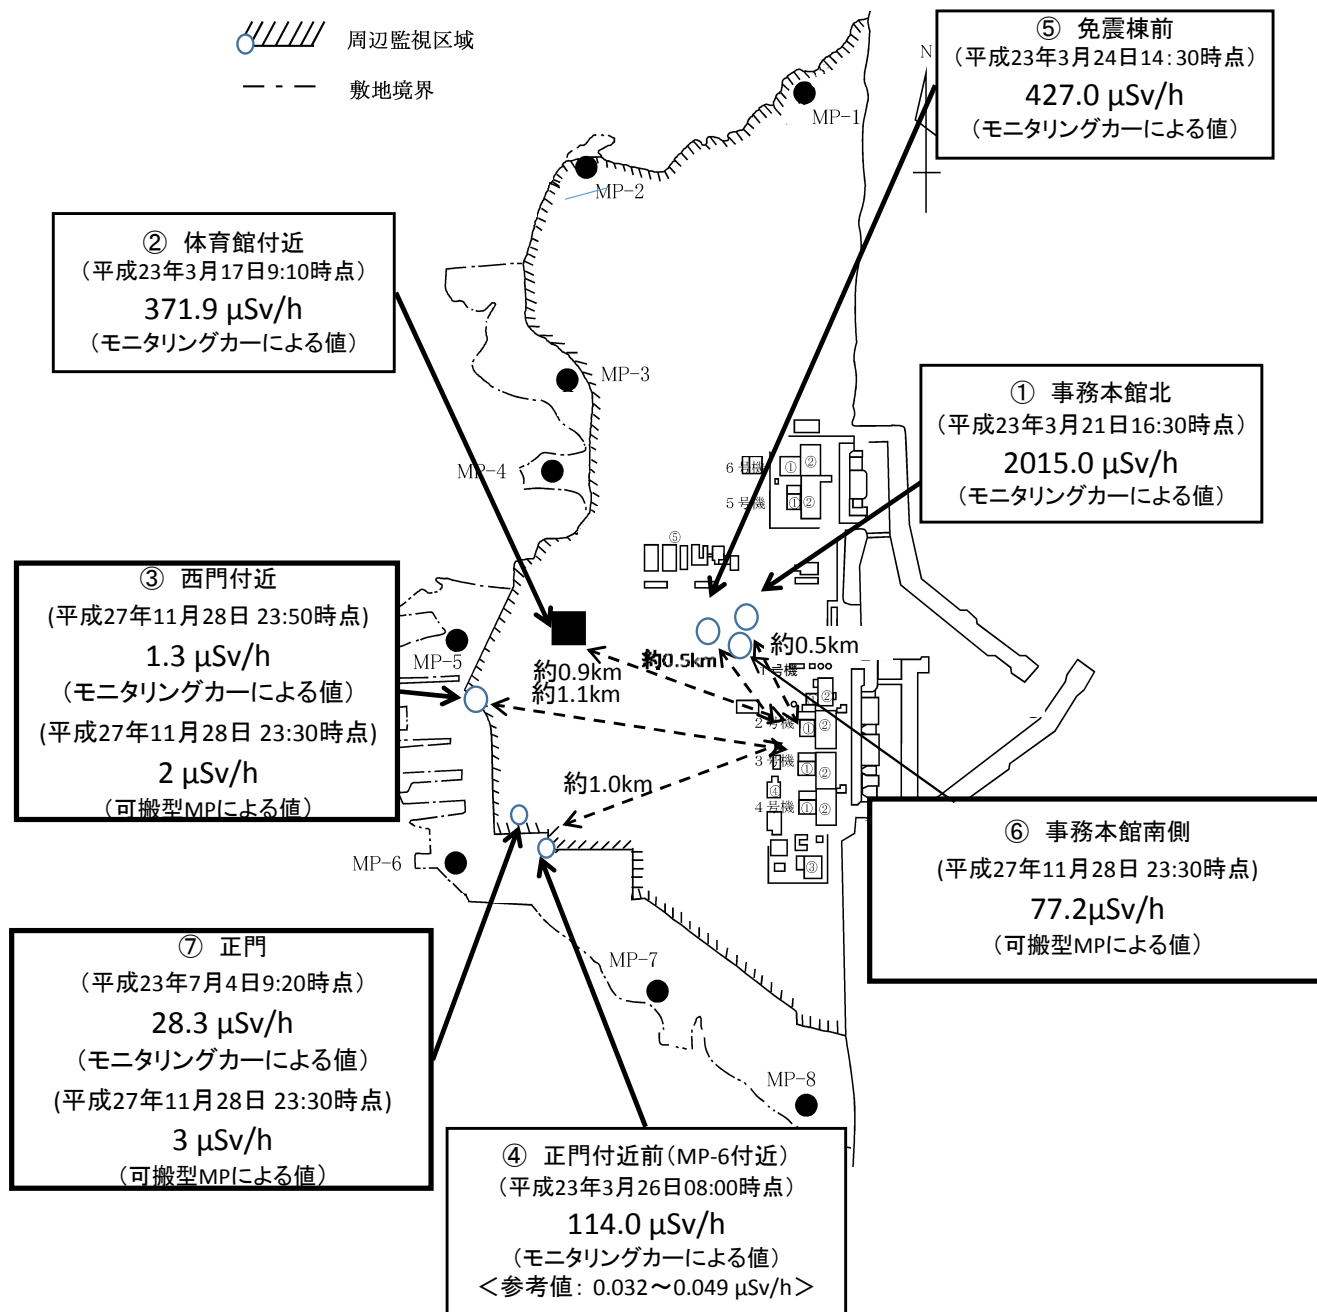 周辺監視区域
敷地境界
⑤ 免震棟前
(平成23年3月24日14:30時点)
427.0 μSv/h
(モニタリングカーによる値)
N
MP-1
MP-2
② 体育館付近
(平成23年3月17日9:10時点)
371.9 μSv/h
(モニタリングカーによる値)
MP-3
① 事務本館北
(平成23年3月21日16:30時点)
2015.0 μSv/h
(モニタリングカーによる値)
MP-4
6号機
① ②
5号機
① ②
⑤
③ 西門付近
(平成27年11月28日 23:50時点)
1.3 μSv/h
(モニタリングカーによる値)
(平成27年11月28日 23:30時点)
2 μSv/h
(可搬型MPによる値)
MP-5
約0.9km
約1.1km
約0.5km
約0.5km
1号機
②
2号機
① ②
3号機
① ②
約1.0km
④
4号機
① ②
③
MP-6
⑥ 事務本館南側
(平成27年11月28日 23:30時点)
77.2μSv/h
(可搬型MPによる値)
⑦ 正門
(平成23年7月4日9:20時点)
28.3 μSv/h
(モニタリングカーによる値)
(平成27年11月28日 23:30時点)
3 μSv/h
(可搬型MPによる値)
MP-7
MP-8
④ 正門付近前(MP-6付近)
(平成23年3月26日08:00時点)
114.0 μSv/h
(モニタリングカーによる値)
<参考値: 0.032~0.049 μSv/h>